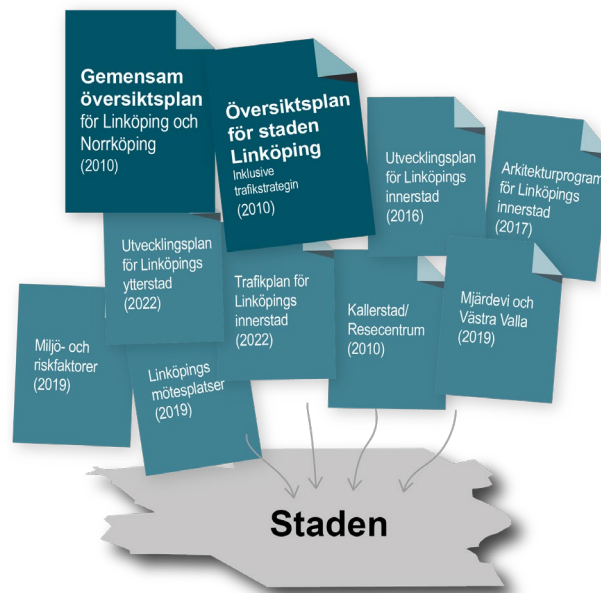 Gemensam
översiktsplan
för Linköping och
Norrköping
(2010)
Översiktsplan
för staden
Linköping
Inklusive
trafikstrategin
(2010)
Utvecklingsplan
för Linköpings
innerstad
(2016)
Arkitekturprogram
för Linköpings
innerstad
(2017)
Utvecklingsplan
för Linköpings
ytterstad
(2022)
Trafikplan för
Linköpings
innerstad
(2022)
Kallerstad/
Resecentrum
(2010)
Mjärdevi och
Västra Valla
(2019)
Miljö- och
riskfaktorer
(2019)
Linköpings
mötesplatser
(2019)
Staden